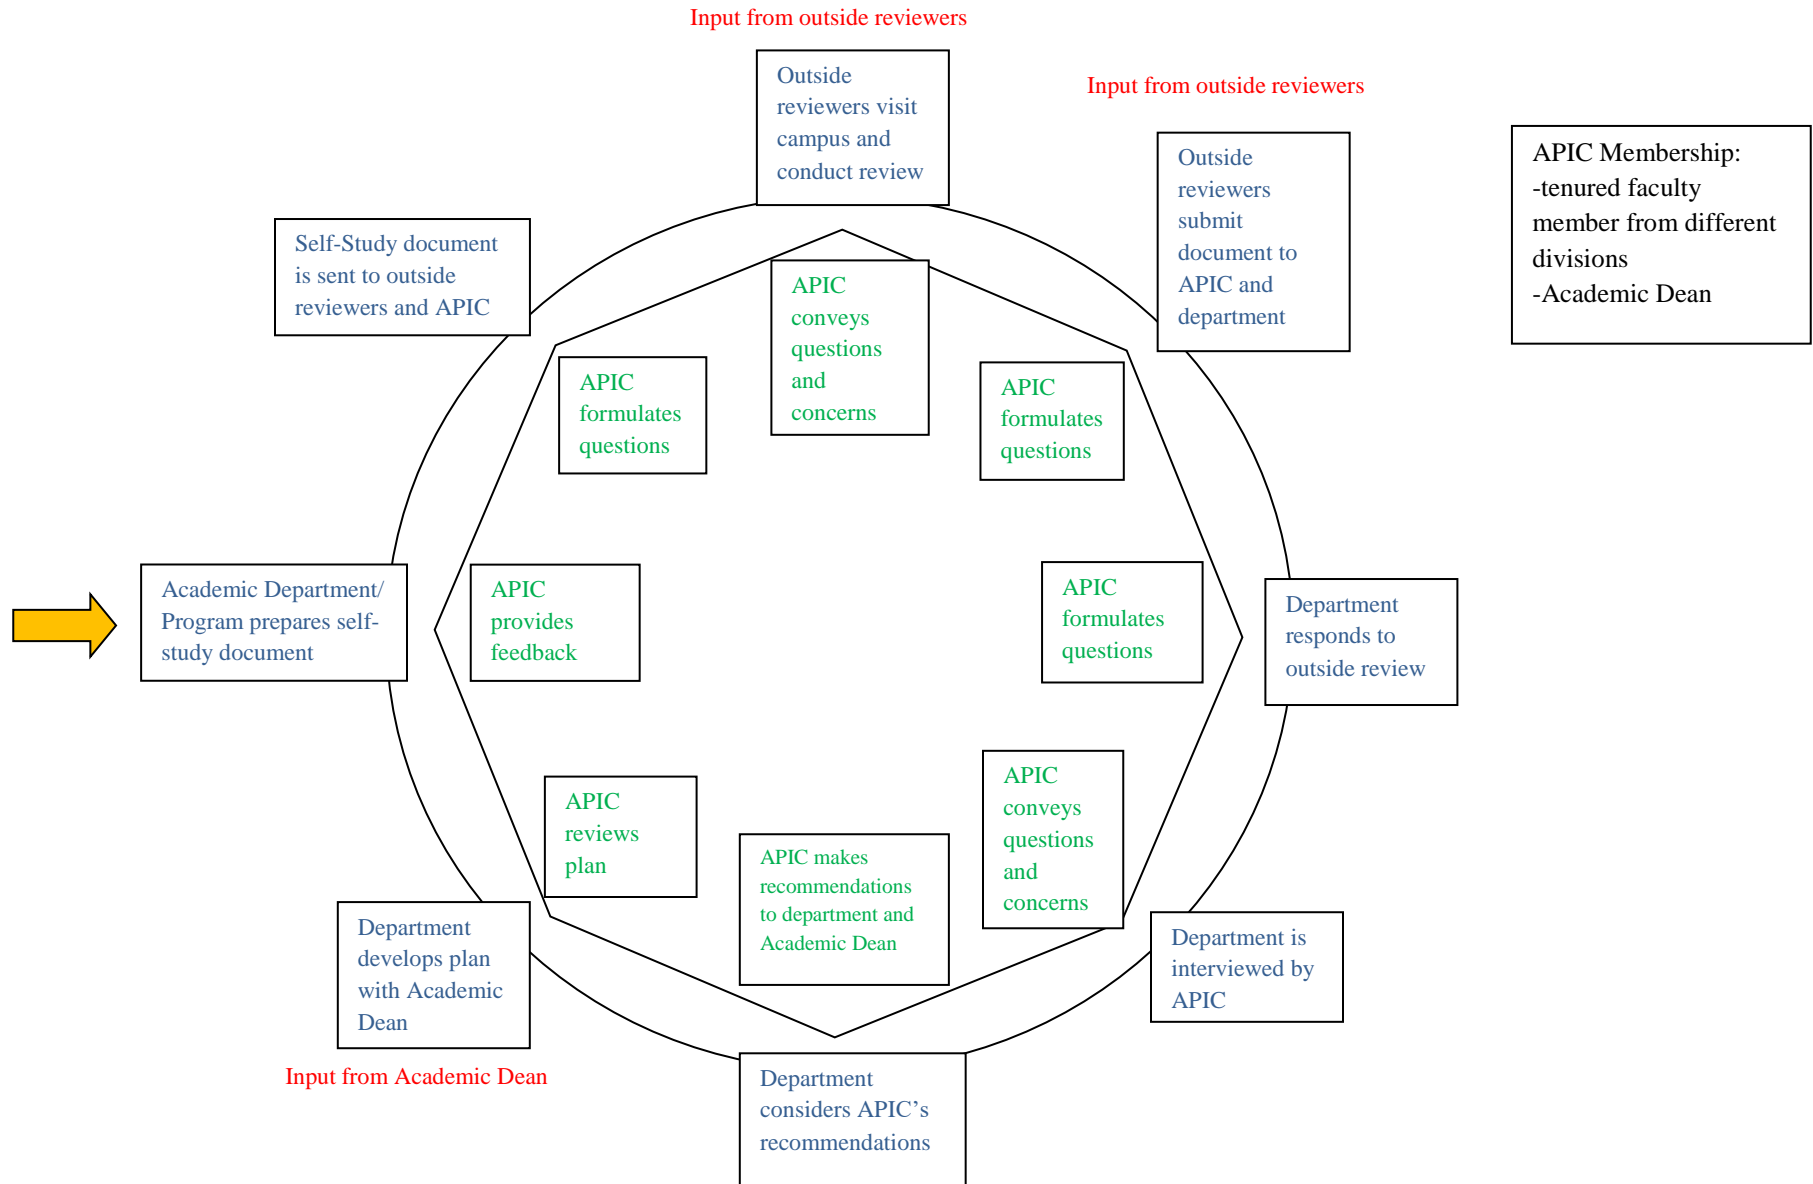 Input from outside reviewers
Outside
reviewers visit
campus and
conduct review
Input from outside reviewers
Outside
reviewers
submit
document to
APIC and
department
APIC Membership:
-tenured faculty
member from different
divisions
-Academic Dean
Self-Study document
is sent to outside
reviewers and APIC
APIC
conveys
questions
and
concerns
APIC
formulates
questions
APIC
formulates
questions
Academic Department/
Program prepares self-
study document
APIC
provides
feedback
APIC
formulates
questions
Department
responds to
outside review
APIC
reviews
plan
APIC makes
recommendations
to department and
Academic Dean
APIC
conveys
questions
and
concerns
Department
develops plan
with Academic
Dean
Department is
interviewed by
APIC
Input from Academic Dean
Department
considers APIC’s
recommendations